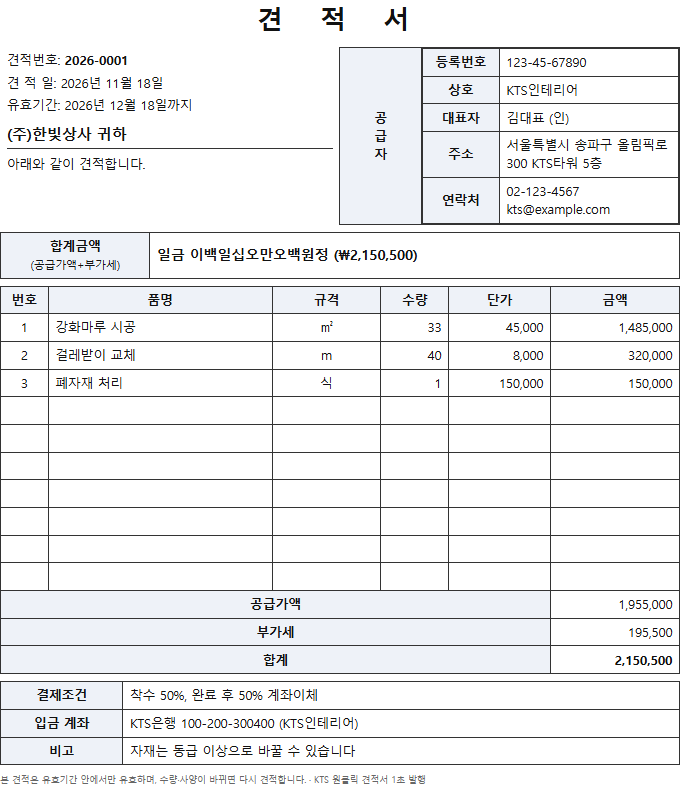 견 적 서
견적번호: 2026-0001
견 적 일: 2026년 11월 18일
유효기간: 2026년 12월 18일까지
(주)한빛상사 귀하
아래와 같이 견적합니다.
공급자
등록번호 123-45-67890
상호 KTS인테리어
대표자 김대표 (인)
주소 서울특별시 송파구 올림픽로
300 KTS타워 5층
연락처 02-123-4567
kts@example.com
합계금액
(공급가액+부가세)
일금 이백일십오만오백원정 (₩2,150,500)
번호 품명 규격 수량 단가 금액
1 강화마루 시공 ㎡ 33 45,000 1,485,000
2 걸레받이 교체 m 40 8,000 320,000
3 폐자재 처리 식 1 150,000 150,000
공급가액 1,955,000
부가세 195,500
합계 2,150,500
결제조건 착수 50%, 완료 후 50% 계좌이체
입금 계좌 KTS은행 100-200-300400 (KTS인테리어)
비고 자재는 동급 이상으로 바꿀 수 있습니다
본 견적은 유효기간 안에서만 유효하며, 수량·사양이 바뀌면 다시 견적합니다. · KTS 원플릭 견적서 1초 발행